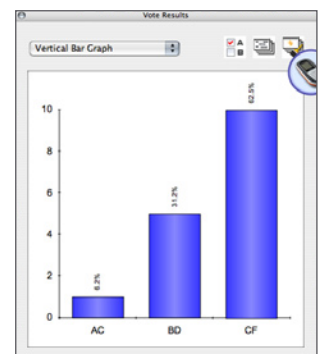 Vote Results
Vertical Bar Graph
A
B
10
8
6
4
2
0
6.2%
31.2%
62.5%
AC
BD
CF